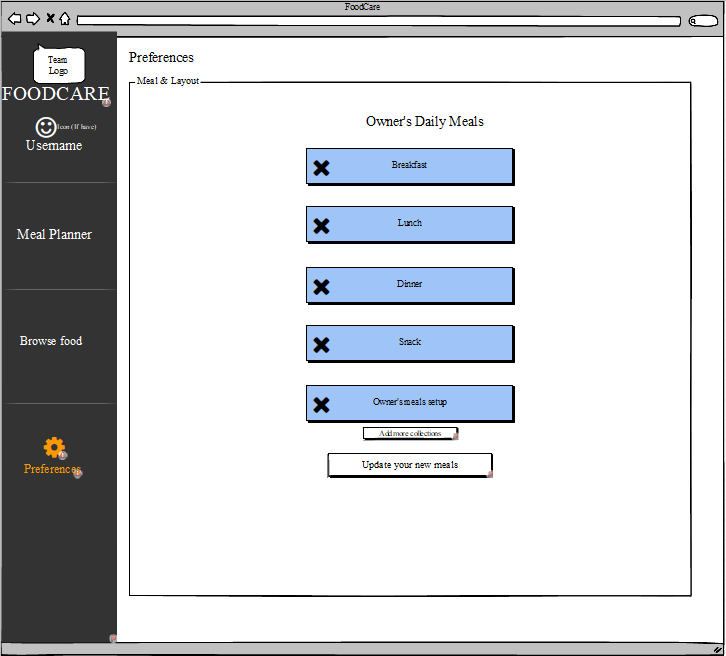 FoodCare
Team
Logo
FOODCARE
Icon (If have)
Username
Meal Planner
Browse food
Preferences
Preferences
Meal & Layout
Owner's Daily Meals
Breakfast
Lunch
Dinner
Snack
Owner's meals setup
Add more collections
Update your new meals